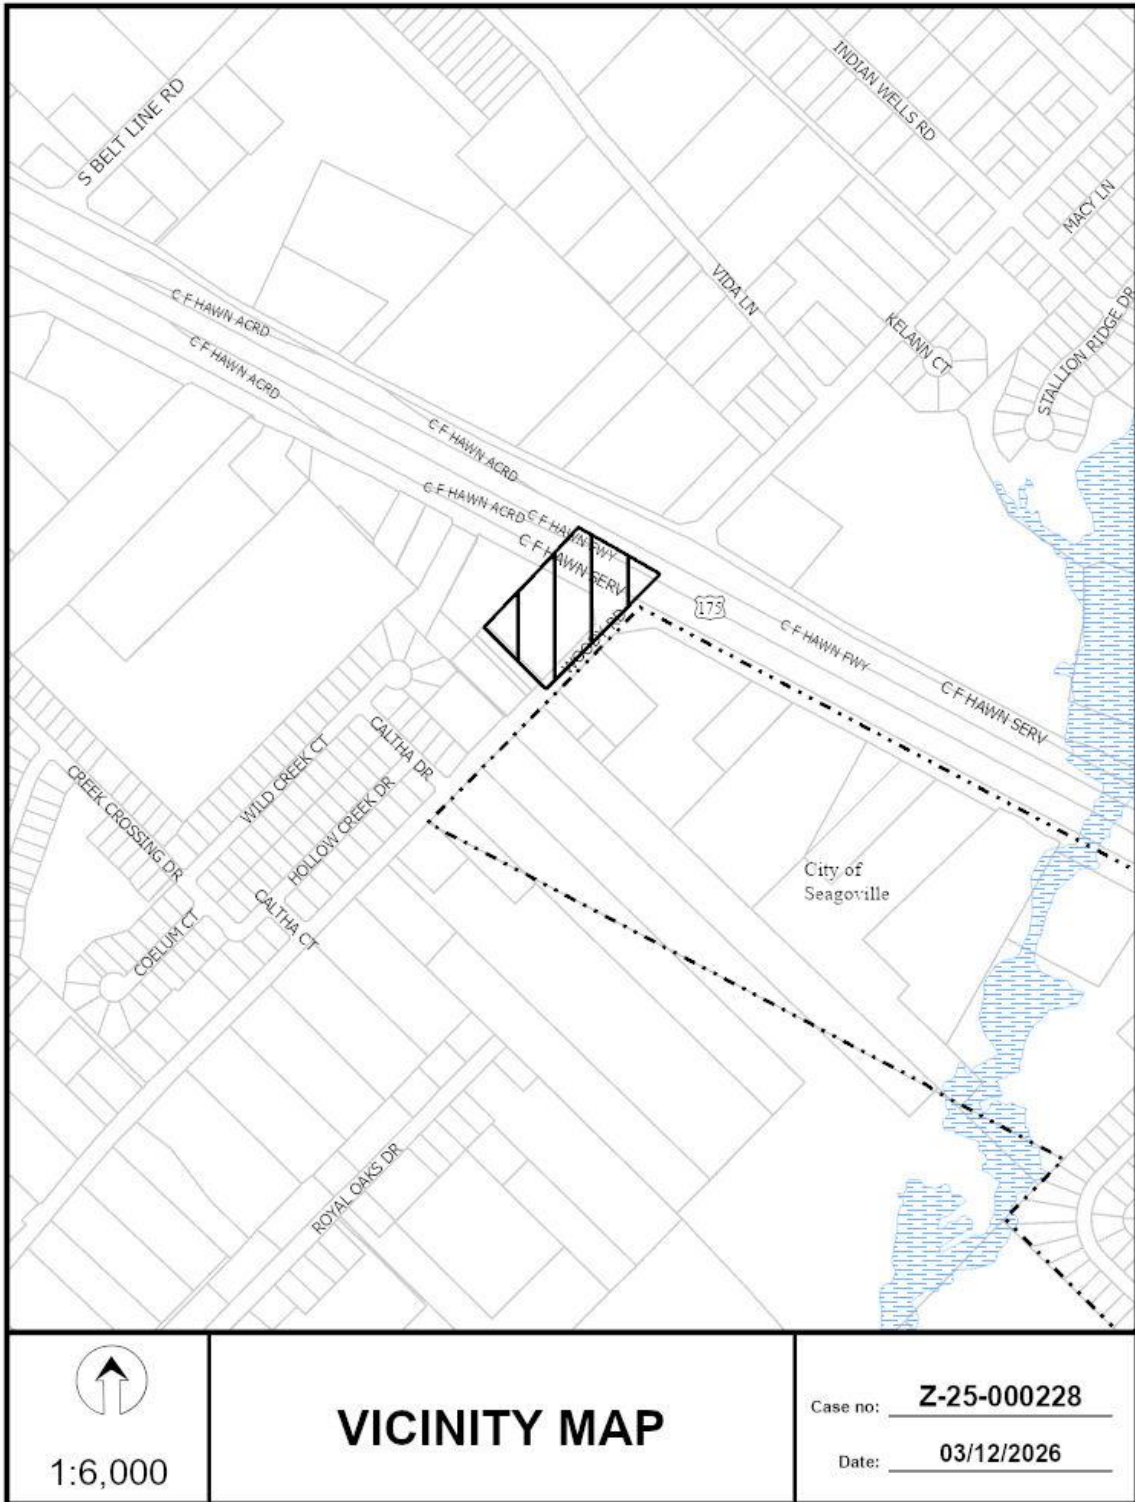 INDIAN WELLS RD
S BELT LINE RD
MACY LN
VIDA LN
STALLION RIDGE DR
C F HAWN ACRD
KELANN CT
C F HAWN ACRD
C F HAWN ACRD
C F HAWN ACRD
C F HAWN FWY
C F HAWN SERV
175
C F HAWN FWY
C F HAWN SERV
CALTHA DR
WILD CREEK CT
CREEK CROSSING DR
HOLLOW CREEK DR
City of
Seagoville
CALTHA CT
COELUM CT
ROYAL OAKS DR
1:6,000
VICINITY MAP
Case no: Z-25-000228
Date: 03/12/2026